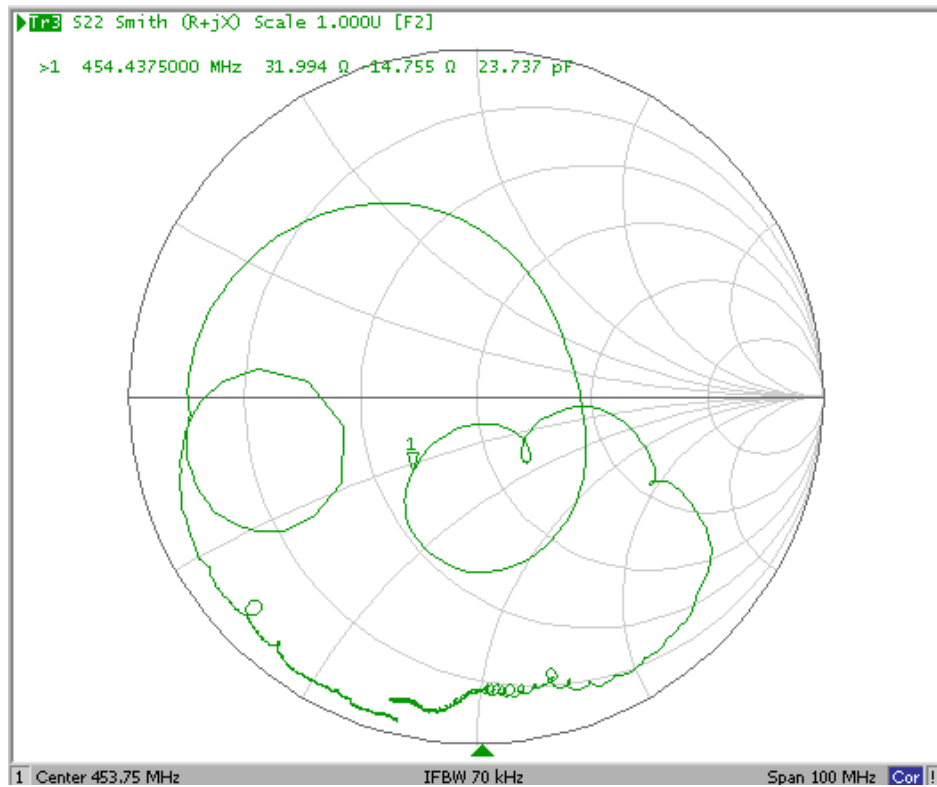 Tr3 S22 Smith (R+jX) Scale 1.000U [F2]
>1 454.4375000 MHz 31.994 Ω -14.755 Ω 23.737 pF
1
1 Center 453.75 MHz IFBW 70 kHz Span 100 MHz Cor !